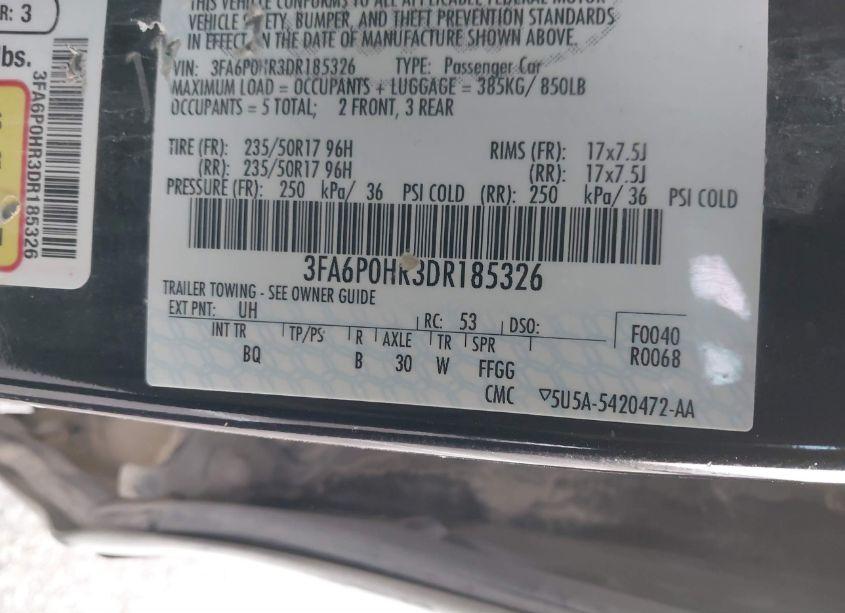 R: 3
lbs.
3FA6P0HR3DR185326
THIS VEHICLE CONFORMS TO ALL APPLICABLE FEDERAL MOTOR
VEHICLE SAFETY, BUMPER, AND THEFT PREVENTION STANDARDS
IN EFFECT ON THE DATE OF MANUFACTURE SHOWN ABOVE.
VIN: 3FA6P0HR3DR185326 TYPE: Passenger Car
MAXIMUM LOAD = OCCUPANTS + LUGGAGE = 385KG/ 850LB
OCCUPANTS = 5 TOTAL; 2 FRONT, 3 REAR
TIRE (FR): 235/50R17 96H RIMS (FR): 17x7.5J
(RR): 235/50R17 96H (RR): 17x7.5J
PRESSURE (FR): 250 kPa/ 36 PSI COLD (RR): 250 kPa/ 36 PSI COLD
3FA6P0HR3DR185326
TRAILER TOWING - SEE OWNER GUIDE
EXT PNT: UH RC: 53 DSO:
INT TR TP/PS R AXLE TR SPR F0040
BQ B 30 W FFGG R0068
CMC ▽5U5A-5420472-AA